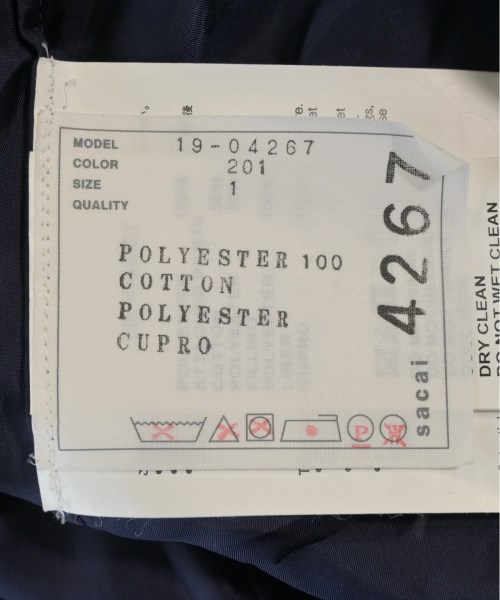 MODEL 19-04267
COLOR 201
SIZE 1
QUALITY
POLYESTER 100
COTTON
POLYESTER
CUPRO
sacai 4267
DRY CLEAN
DO NOT WET CLEAN